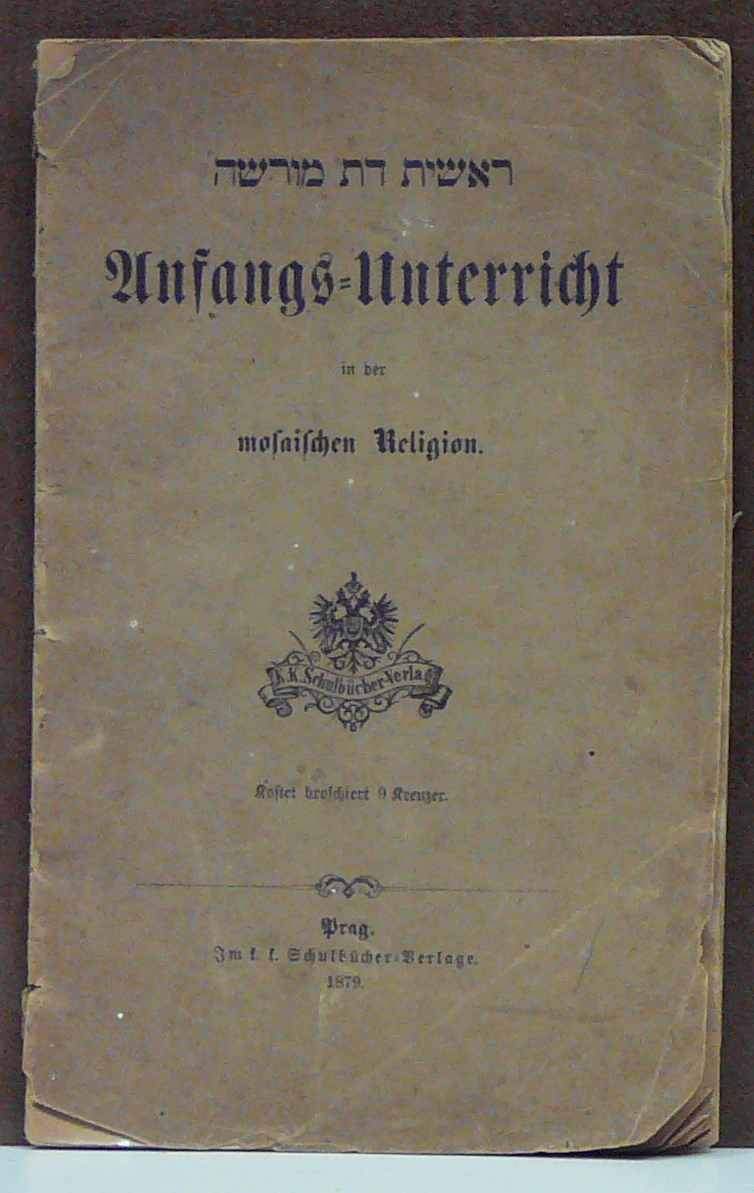 ראשית דת מורשה
Anfangs-Unterricht
in der
mosaischen Religion.
K.K. Schulbücher-Verlag
Kostet broschiert 9 Kreuzer.
Prag.
Im k. k. Schulbücher-Verlage.
1879.